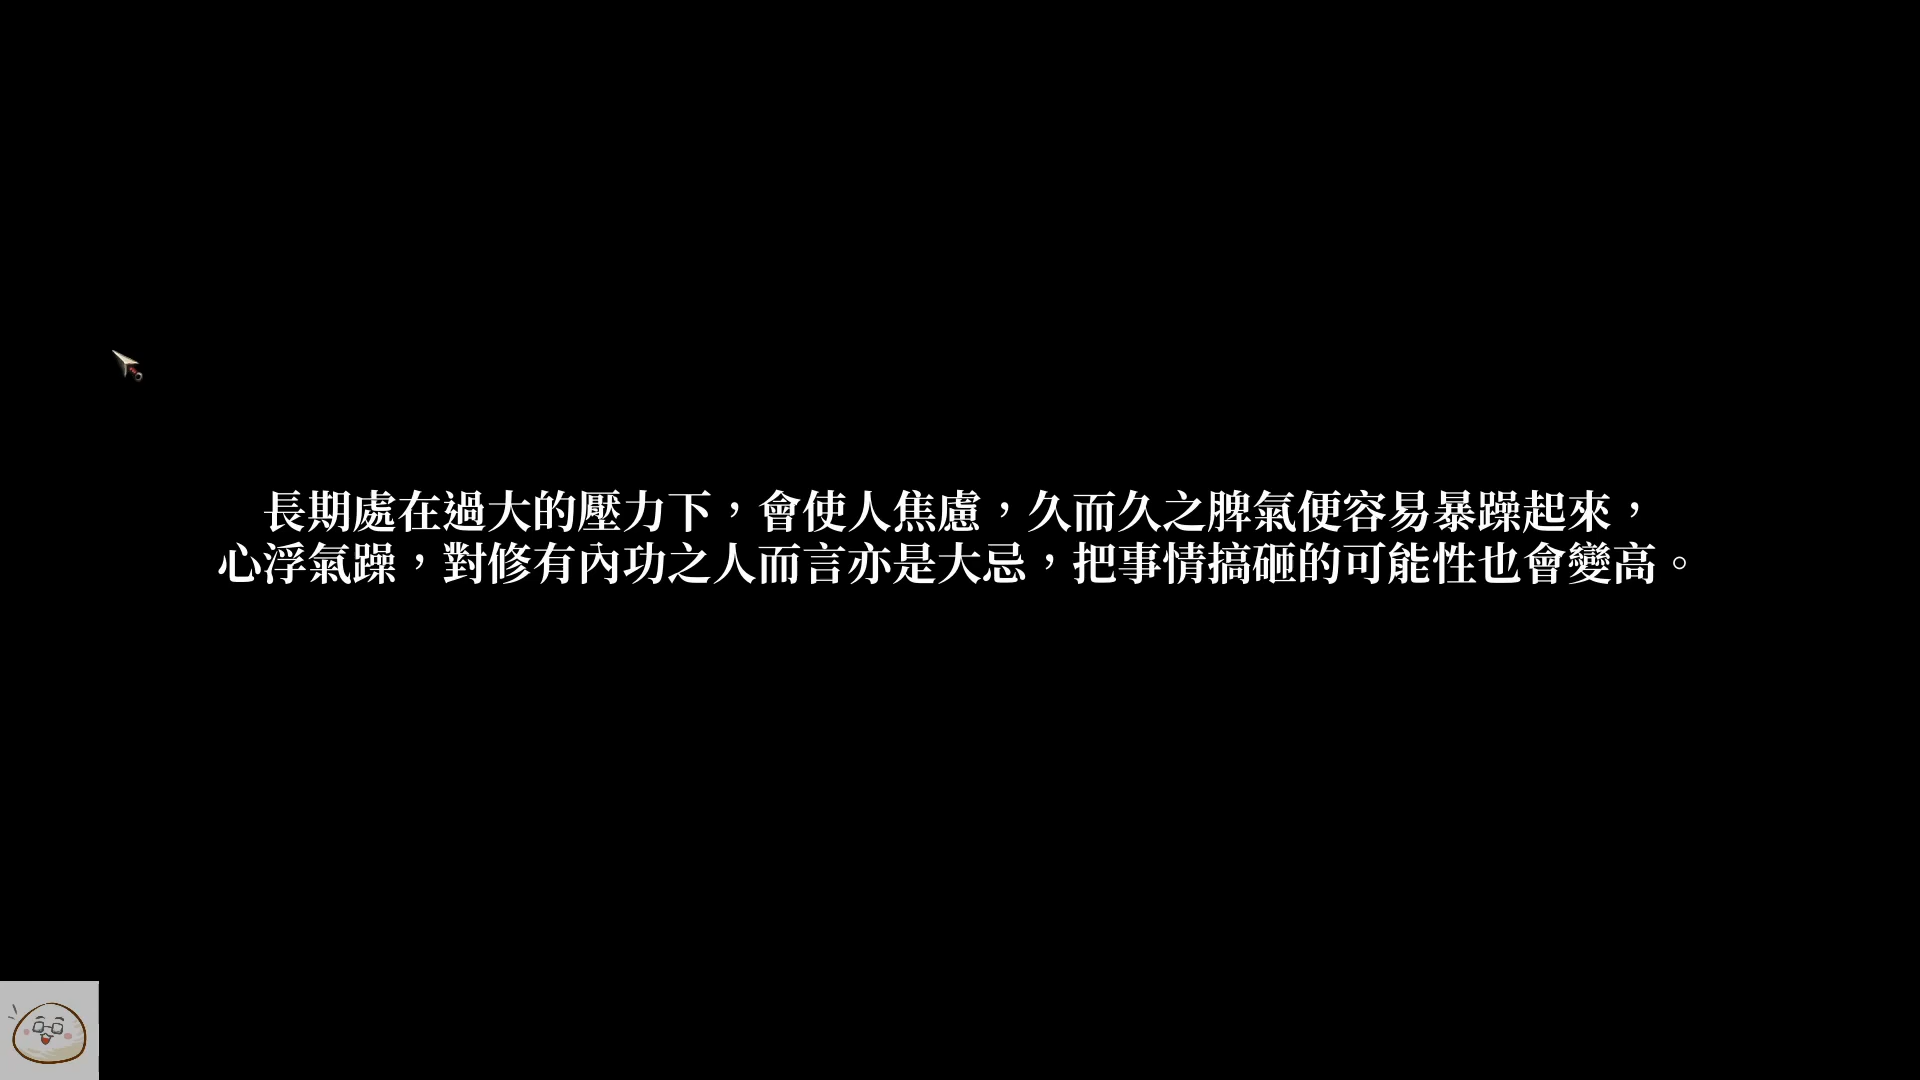 長期處在過大的壓力下，會使人焦慮，久而久之脾氣便容易暴躁起來，
心浮氣躁，對修有內功之人而言亦是大忌，把事情搞砸的可能性也會變高。